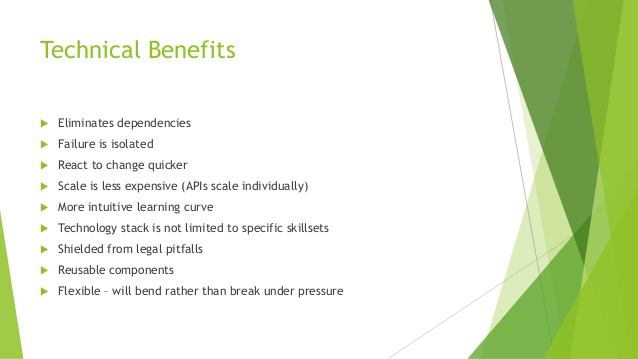 Technical Benefits
Eliminates dependencies
Failure is isolated
React to change quicker
Scale is less expensive (APIs scale individually)
More intuitive learning curve
Technology stack is not limited to specific skillsets
Shielded from legal pitfalls
Reusable components
Flexible – will bend rather than break under pressure